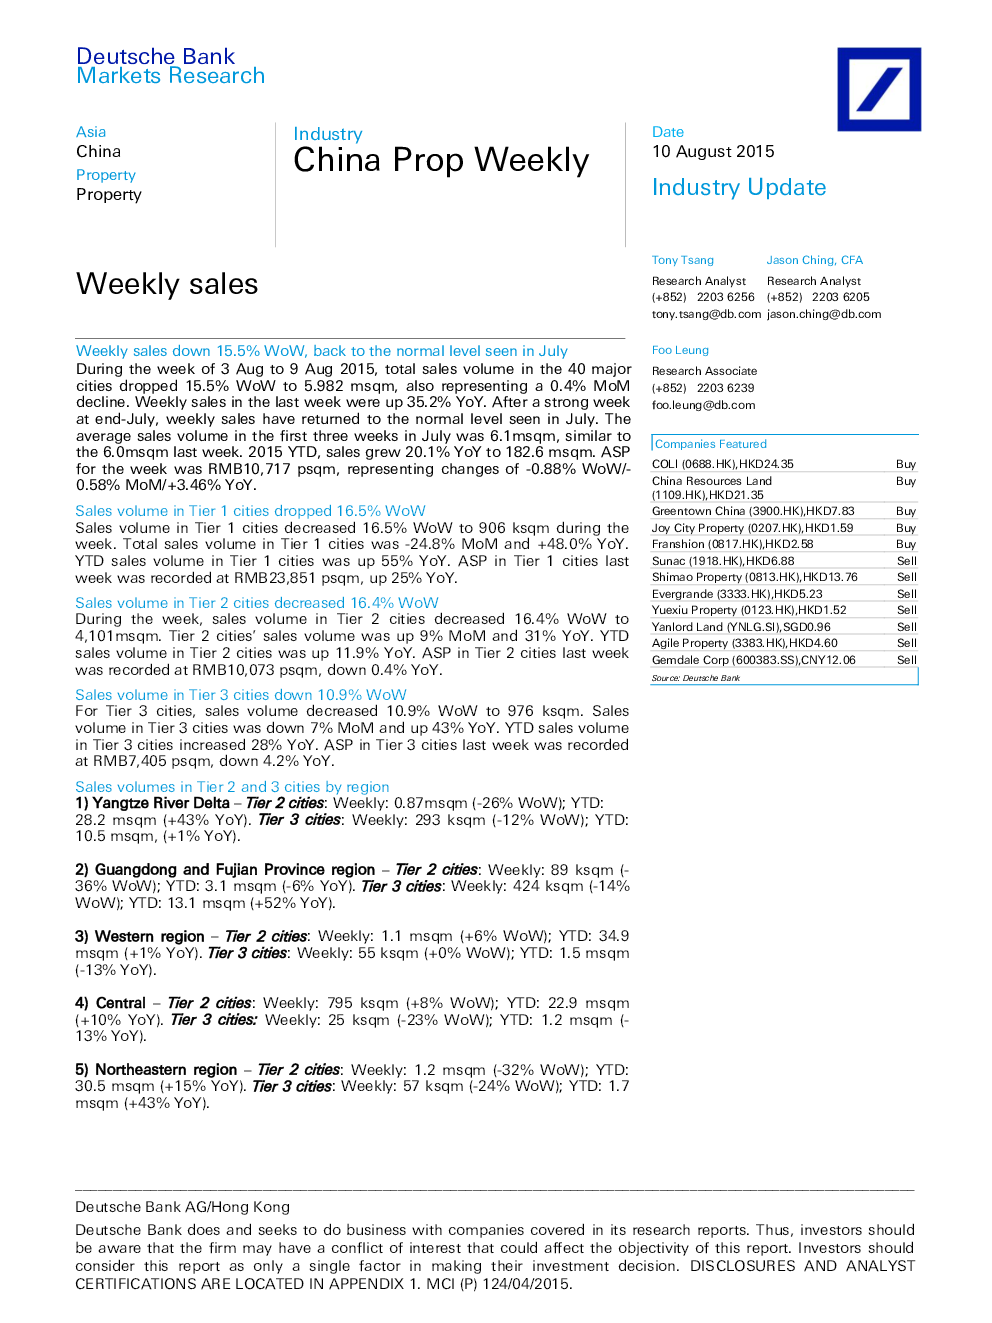 Deutsche Bank
Markets Research
Asia
China
Property
Property
Industry
China Prop Weekly
Date
10 August 2015
Industry Update
Weekly sales
Tony Tsang
Research Analyst
(+852) 2203 6256
tony.tsang@db.com
Jason Ching, CFA
Research Analyst
(+852) 2203 6205
jason.ching@db.com
Foo Leung
Research Associate
(+852) 2203 6239
foo.leung@db.com
Weekly sales down 15.5% WoW, back to the normal level seen in July
During the week of 3 Aug to 9 Aug 2015, total sales volume in the 40 major
cities dropped 15.5% WoW to 5.982 msqm, also representing a 0.4% MoM
decline. Weekly sales in the last week were up 35.2% YoY. After a strong week
at end-July, weekly sales have returned to the normal level seen in July. The
average sales volume in the first three weeks in July was 6.1msqm, similar to
the 6.0msqm last week. 2015 YTD, sales grew 20.1% YoY to 182.6 msqm. ASP
for the week was RMB10,717 psqm, representing changes of -0.88% WoW/-
0.58% MoM/+3.46% YoY.
Sales volume in Tier 1 cities dropped 16.5% WoW
Sales volume in Tier 1 cities decreased 16.5% WoW to 906 ksqm during the
week. Total sales volume in Tier 1 cities was -24.8% MoM and +48.0% YoY.
YTD sales volume in Tier 1 cities was up 55% YoY. ASP in Tier 1 cities last
week was recorded at RMB23,851 psqm, up 25% YoY.
Sales volume in Tier 2 cities decreased 16.4% WoW
During the week, sales volume in Tier 2 cities decreased 16.4% WoW to
4,101msqm. Tier 2 cities' sales volume was up 9% MoM and 31% YoY. YTD
sales volume in Tier 2 cities was up 11.9% YoY. ASP in Tier 2 cities last week
was recorded at RMB10,073 psqm, down 0.4% YoY.
Sales volume in Tier 3 cities down 10.9% WoW
For Tier 3 cities, sales volume decreased 10.9% WoW to 976 ksqm. Sales
volume in Tier 3 cities was down 7% MoM and up 43% YoY. YTD sales volume
in Tier 3 cities increased 28% YoY. ASP in Tier 3 cities last week was recorded
at RMB7,405 psqm, down 4.2% YoY.
Sales volumes in Tier 2 and 3 cities by region
1) Yangtze River Delta – Tier 2 cities: Weekly: 0.87msqm (-26% WoW); YTD:
28.2 msqm (+43% YoY). Tier 3 cities: Weekly: 293 ksqm (-12% WoW); YTD:
10.5 msqm, (+1% YoY).
2) Guangdong and Fujian Province region – Tier 2 cities: Weekly: 89 ksqm (-
36% WoW); YTD: 3.1 msqm (-6% YoY). Tier 3 cities: Weekly: 424 ksqm (-14%
WoW); YTD: 13.1 msqm (+52% YoY).
3) Western region – Tier 2 cities: Weekly: 1.1 msqm (+6% WoW); YTD: 34.9
msqm (+1% YoY). Tier 3 cities: Weekly: 55 ksqm (+0% WoW); YTD: 1.5 msqm
(-13% YoY).
4) Central – Tier 2 cities: Weekly: 795 ksqm (+8% WoW); YTD: 22.9 msqm
(+10% YoY). Tier 3 cities: Weekly: 25 ksqm (-23% WoW); YTD: 1.2 msqm (-
13% YoY).
5) Northeastern region – Tier 2 cities: Weekly: 1.2 msqm (-32% WoW); YTD:
30.5 msqm (+15% YoY). Tier 3 cities: Weekly: 57 ksqm (-24% WoW); YTD: 1.7
msqm (+43% YoY).
Companies Featured
COLI (0688.HK),HKD24.35 Buy
China Resources Land Buy
(1109.HK),HKD21.35
Greentown China (3900.HK),HKD7.83 Buy
Joy City Property (0207.HK),HKD1.59 Buy
Franshion (0817.HK),HKD2.58 Buy
Sunac (1918.HK),HKD6.88 Sell
Shimao Property (0813.HK),HKD13.76 Sell
Evergrande (3333.HK),HKD5.23 Sell
Yuexiu Property (0123.HK),HKD1.52 Sell
Yanlord Land (YNLG.SI),SGD0.96 Sell
Agile Property (3383.HK),HKD4.60 Sell
Gemdale Corp (600383.SS),CNY12.06 Sell
Source: Deutsche Bank
Deutsche Bank AG/Hong Kong
Deutsche Bank does and seeks to do business with companies covered in its research reports. Thus, investors should
be aware that the firm may have a conflict of interest that could affect the objectivity of this report. Investors should
consider this report as only a single factor in making their investment decision. DISCLOSURES AND ANALYST
CERTIFICATIONS ARE LOCATED IN APPENDIX 1. MCI (P) 124/04/2015.